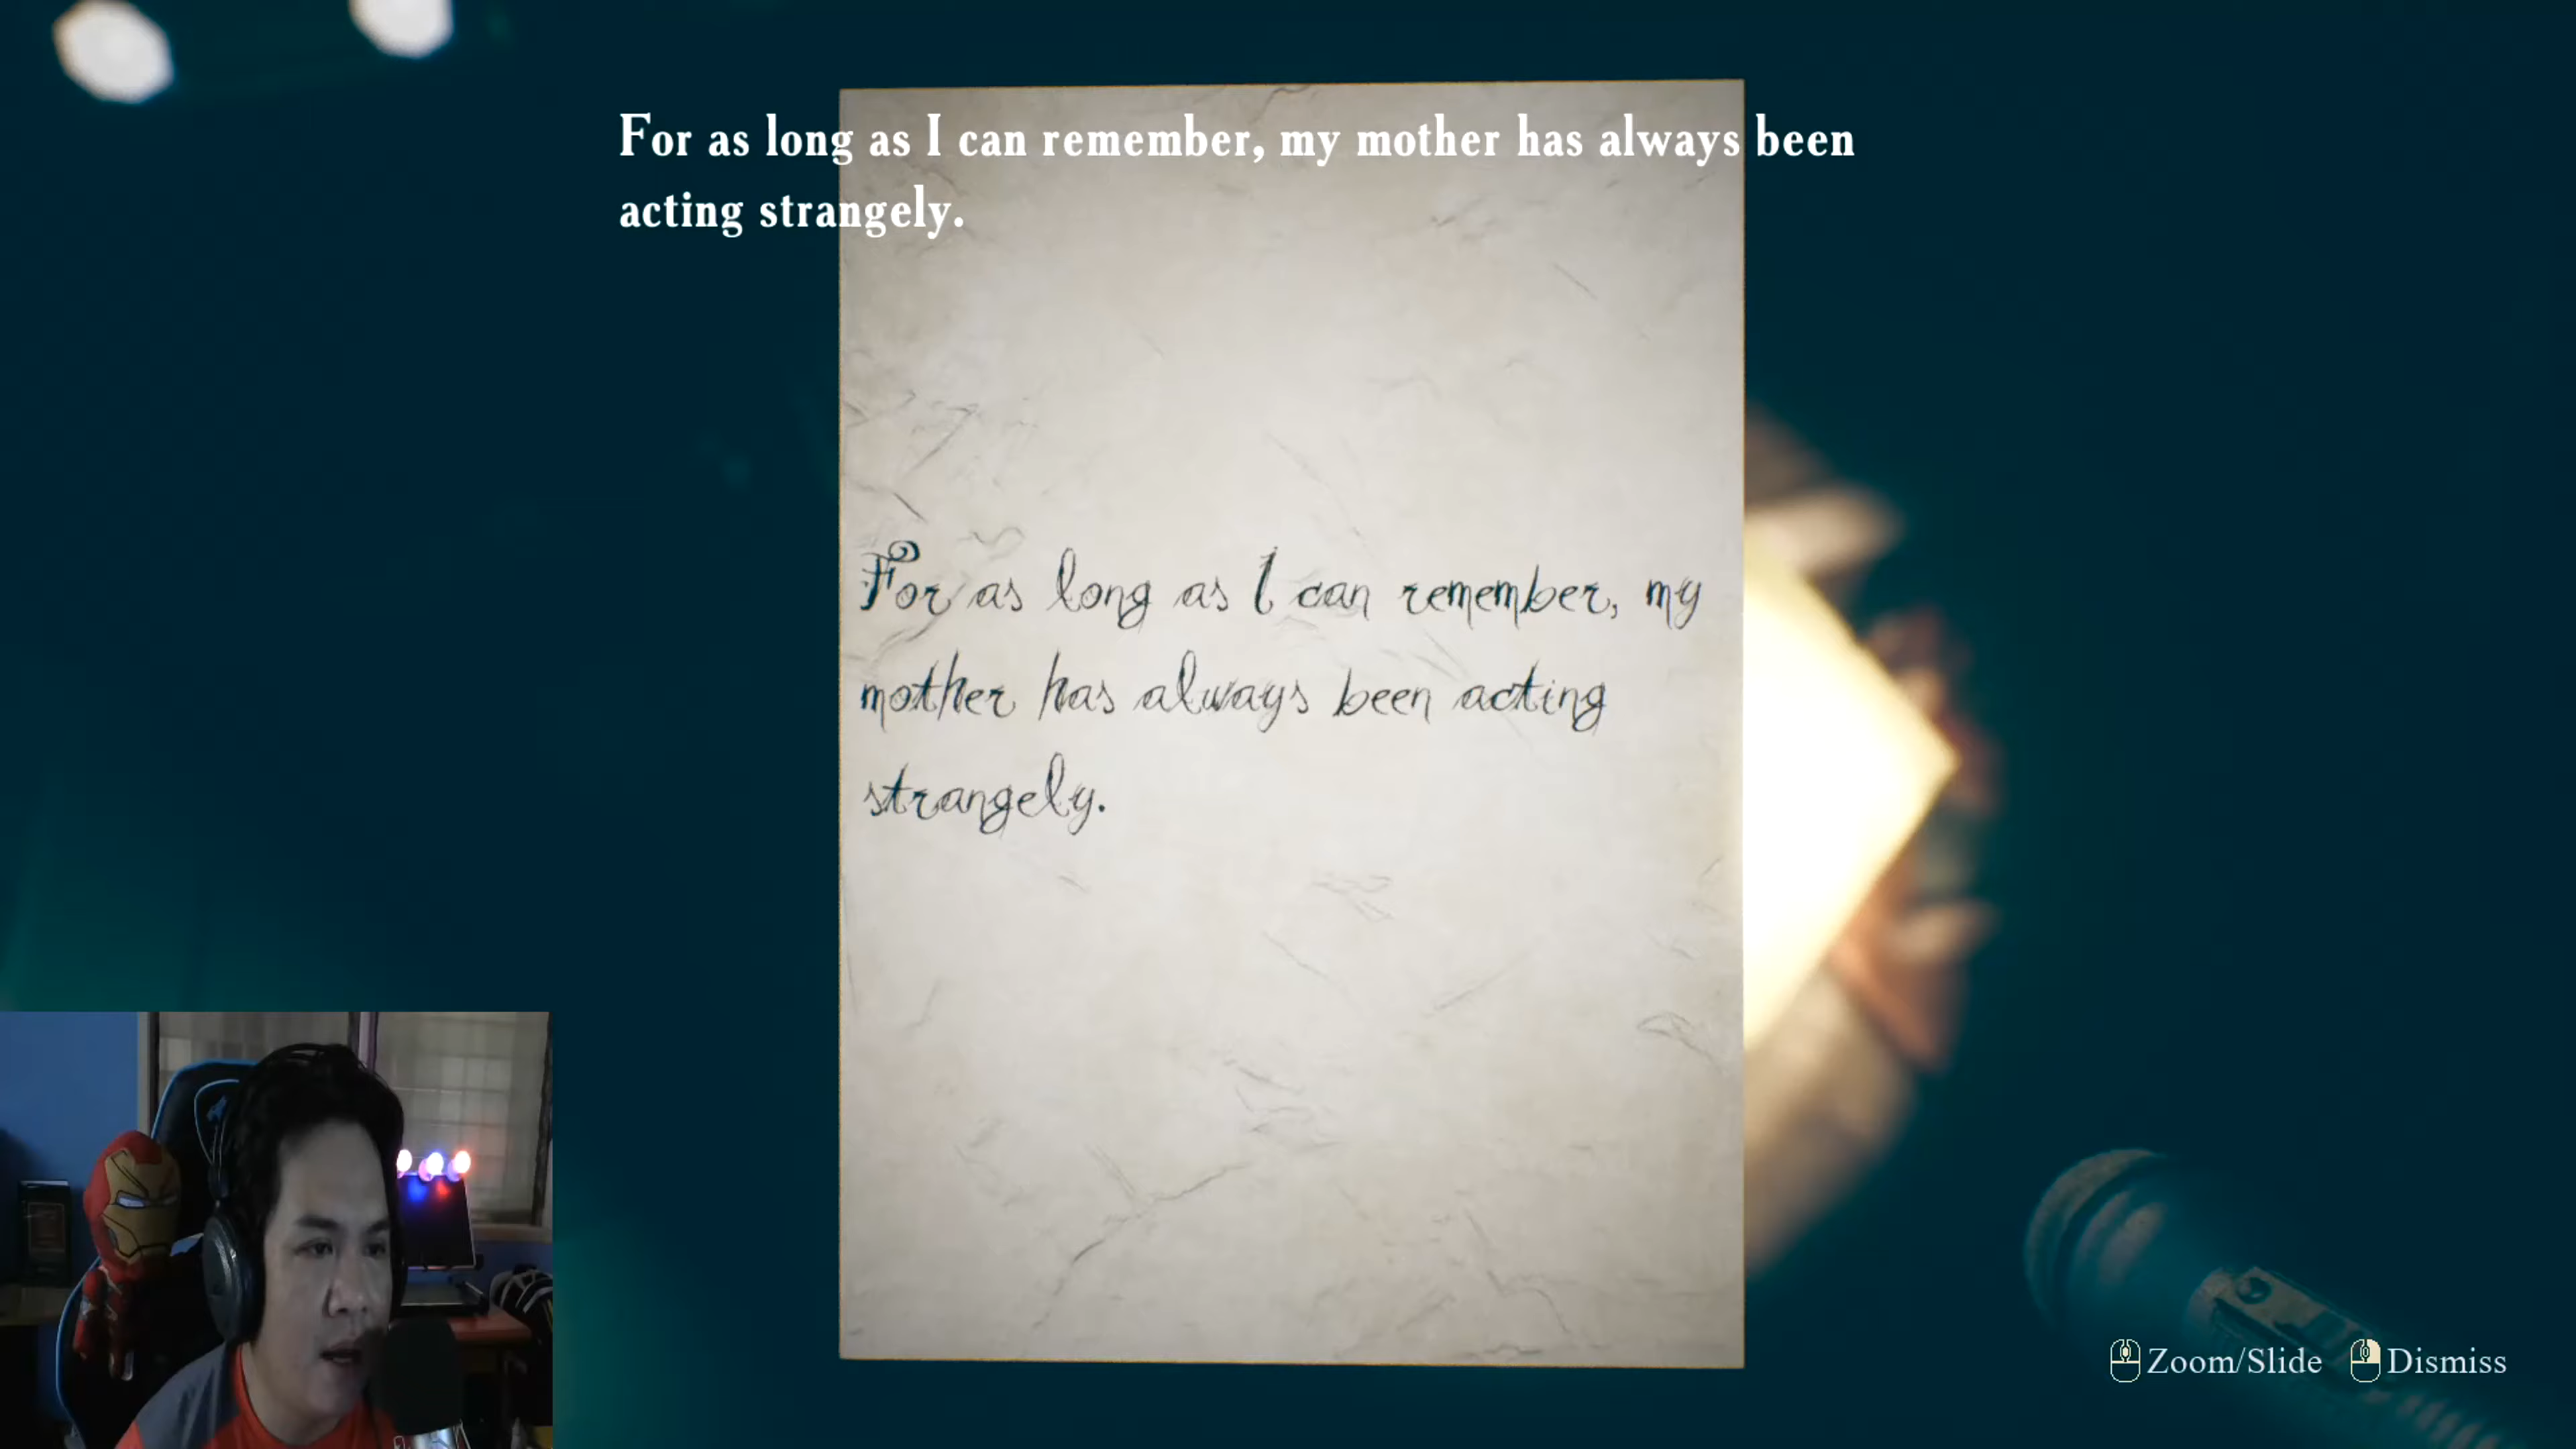 For as long as I can remember, my mother has always been
acting strangely.
For as long as I can remember, my
mother has always been acting
strangely.
Zoom/Slide Dismiss